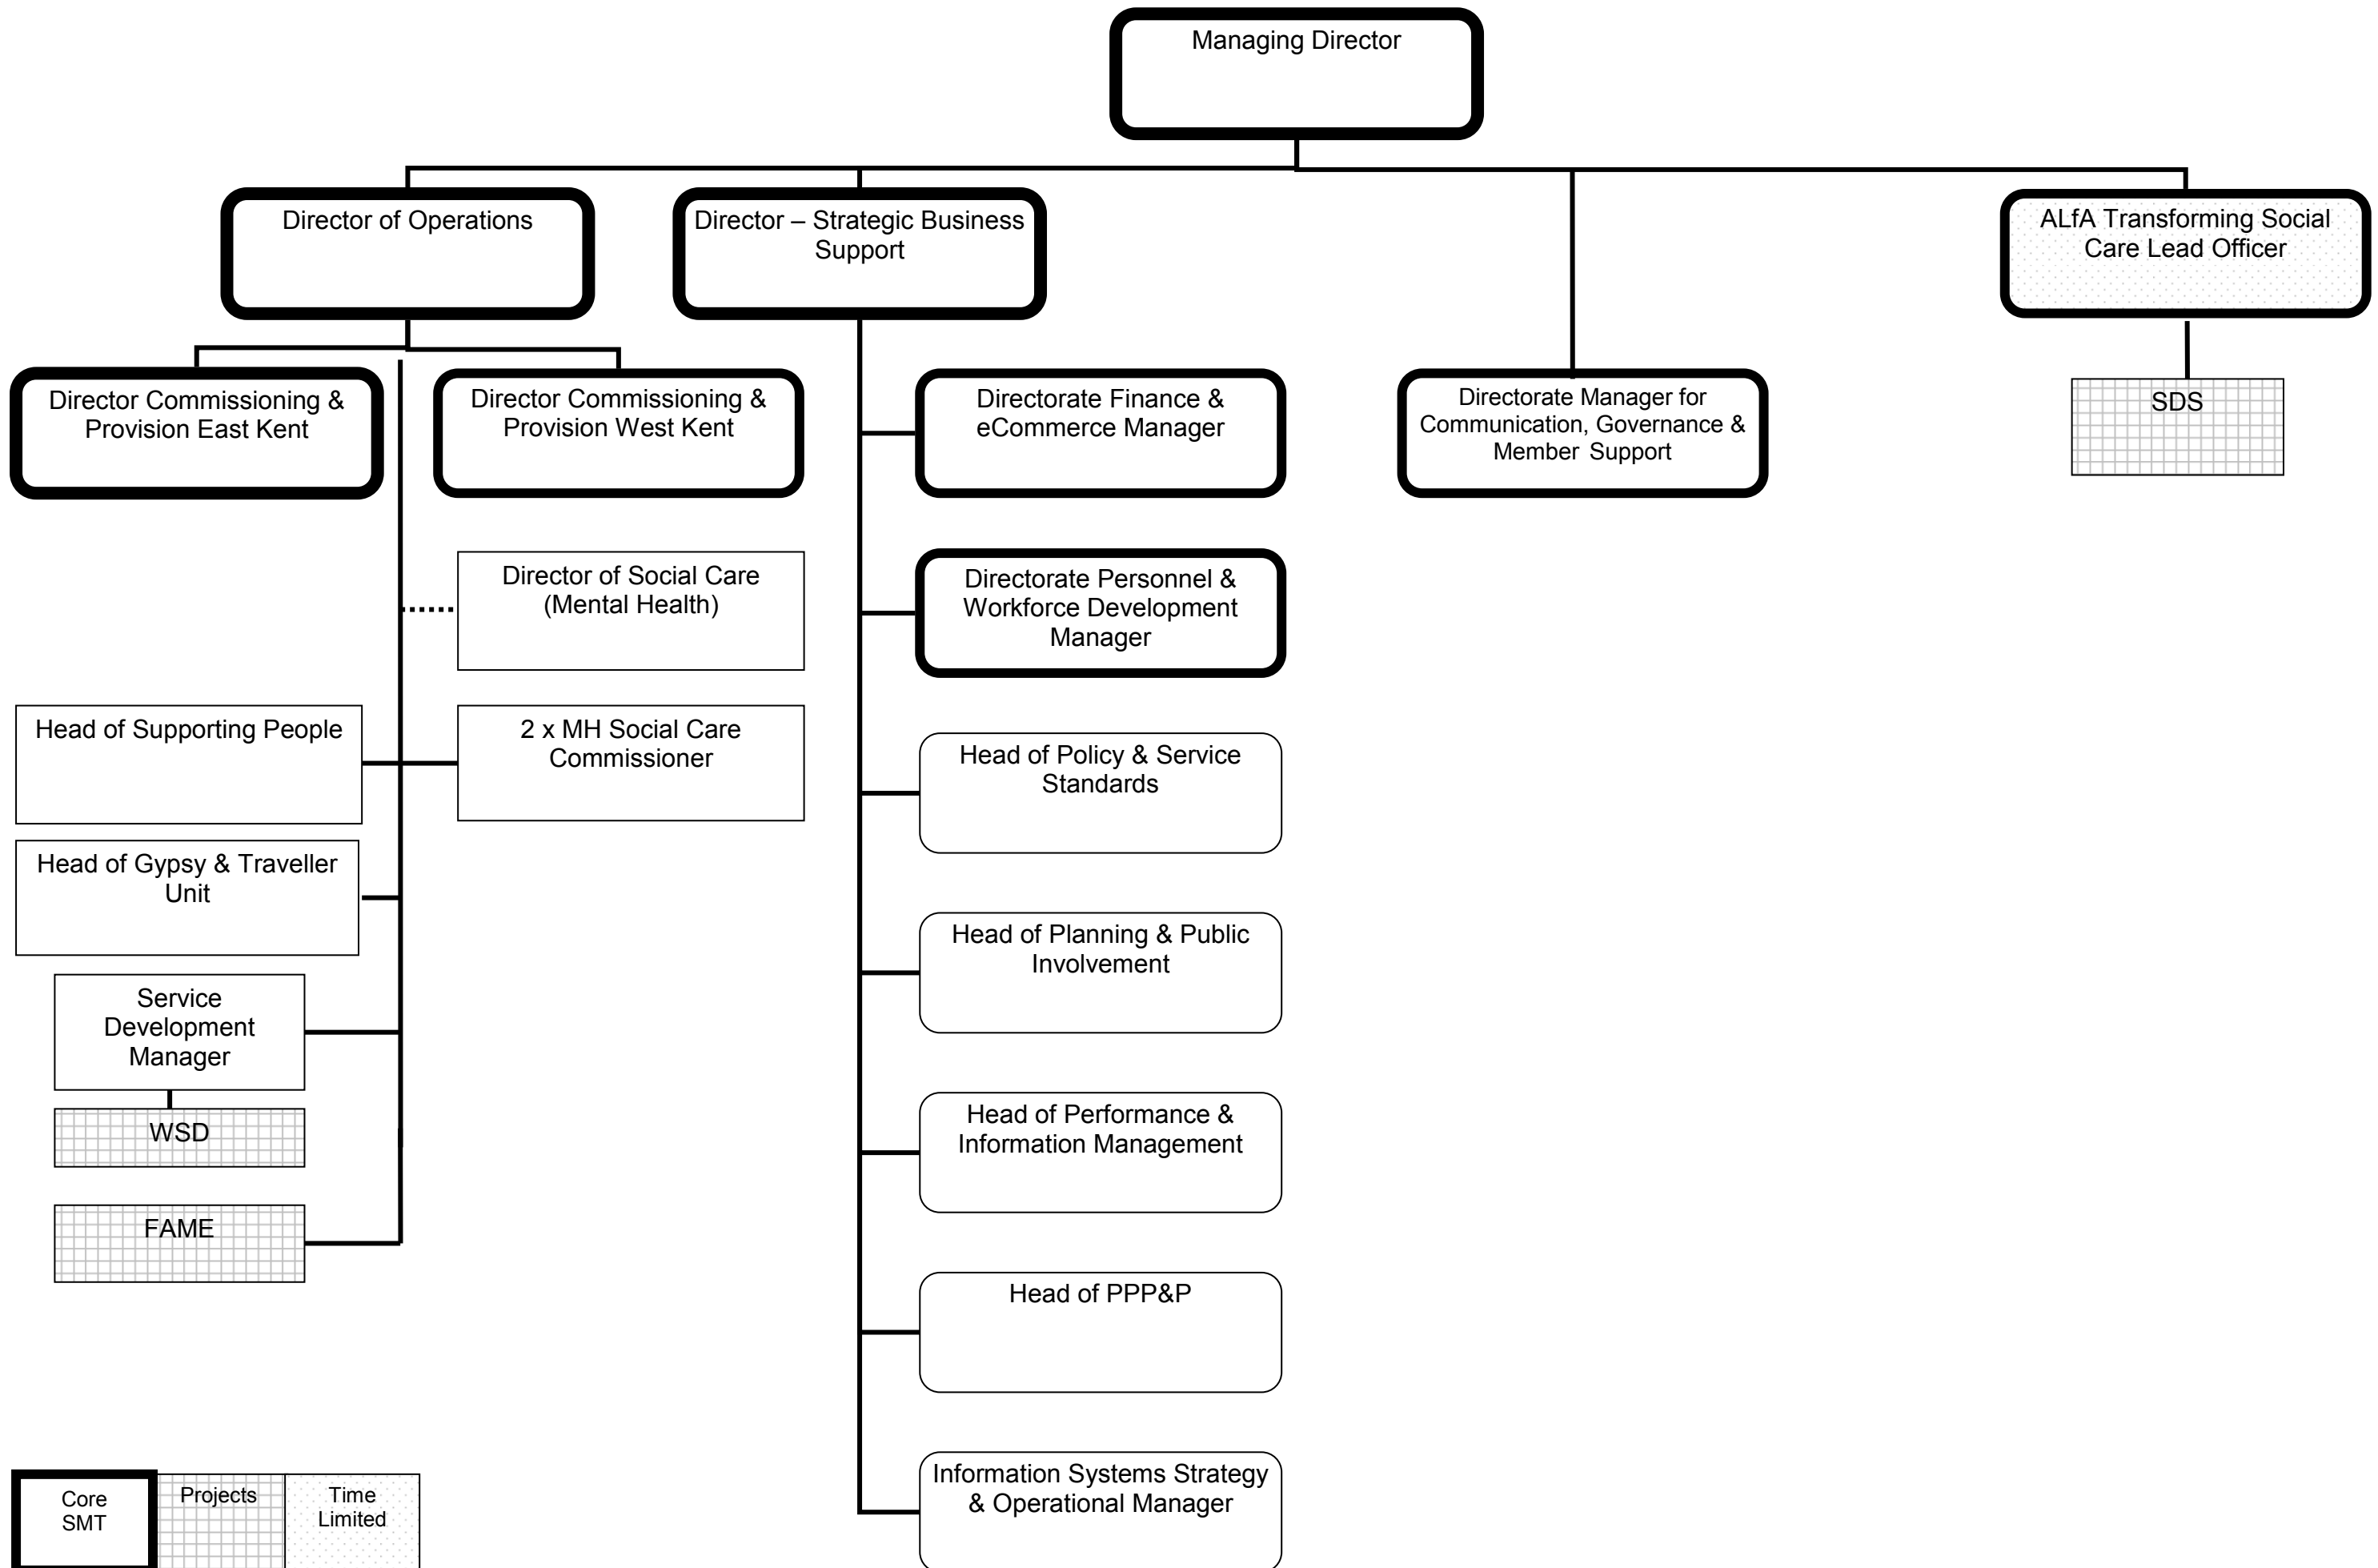 Managing Director
Director of Operations
Director – Strategic Business
Support
ALfA Transforming Social
Care Lead Officer
Director Commissioning &
Provision East Kent
Director Commissioning &
Provision West Kent
Directorate Finance &
eCommerce Manager
Directorate Manager for
Communication, Governance &
Member Support
SDS
Director of Social Care
(Mental Health)
Directorate Personnel &
Workforce Development
Manager
Head of Supporting People
2 x MH Social Care
Commissioner
Head of Policy & Service
Standards
Head of Gypsy & Traveller
Unit
Head of Planning & Public
Involvement
Service
Development
Manager
WSD
Head of Performance &
Information Management
FAME
Head of PPP&P
Information Systems Strategy
& Operational Manager
Core
SMT
Projects
Time
Limited